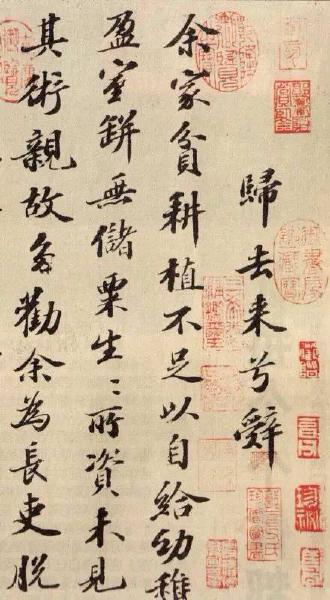 歸去来兮辭
余家貧耕植不足以自給幼稚
盈室缾無儲粟生〻所資未見
其術親故多勸余為長吏脱